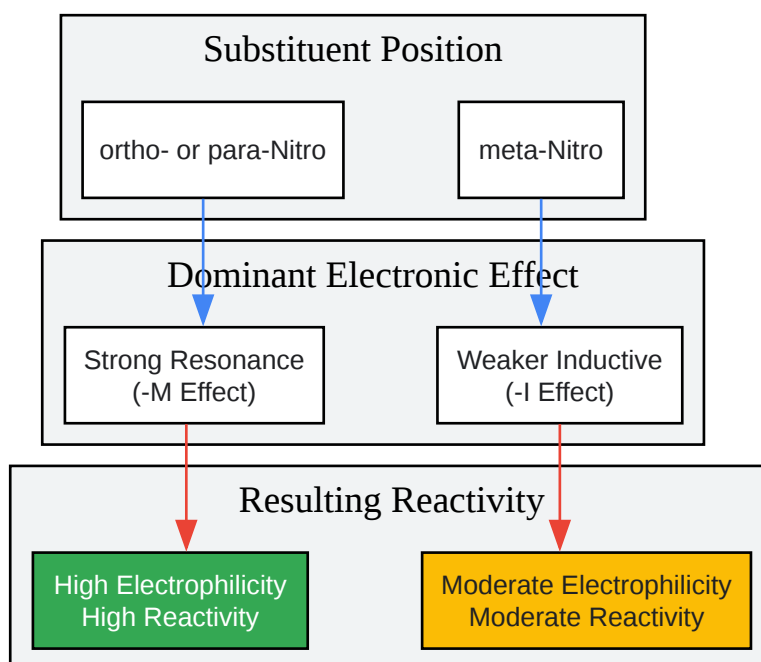 Substituent Position
ortho- or para-Nitro
meta-Nitro
Dominant Electronic Effect
Strong Resonance
(-M Effect)
Weaker Inductive
(-I Effect)
Resulting Reactivity
High Electrophilicity
High Reactivity
Moderate Electrophilicity
Moderate Reactivity